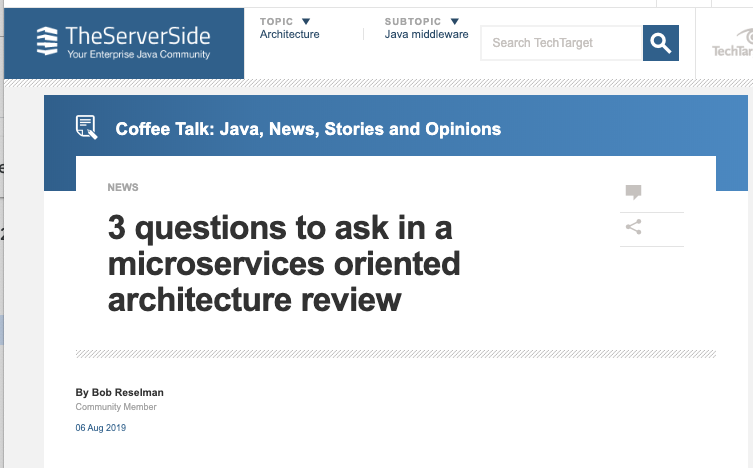 TheServerSide
Your Enterprise Java Community
TOPIC
Architecture
SUBTOPIC
Java middleware
Search TechTarget
Coffee Talk: Java, News, Stories and Opinions
NEWS
3 questions to ask in a
microservices oriented
architecture review
By Bob Reselman
Community Member
06 Aug 2019